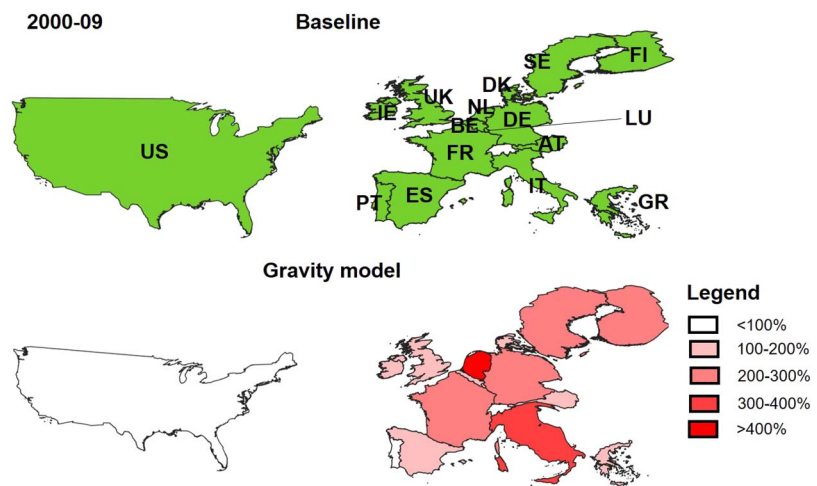 2000-09
Baseline
SE
FI
DK
UK
NL
IE
DE
LU
BE
US
AT
FR
IT
ES
PT
GR
Gravity model
Legend
<100%
100-200%
200-300%
300-400%
>400%